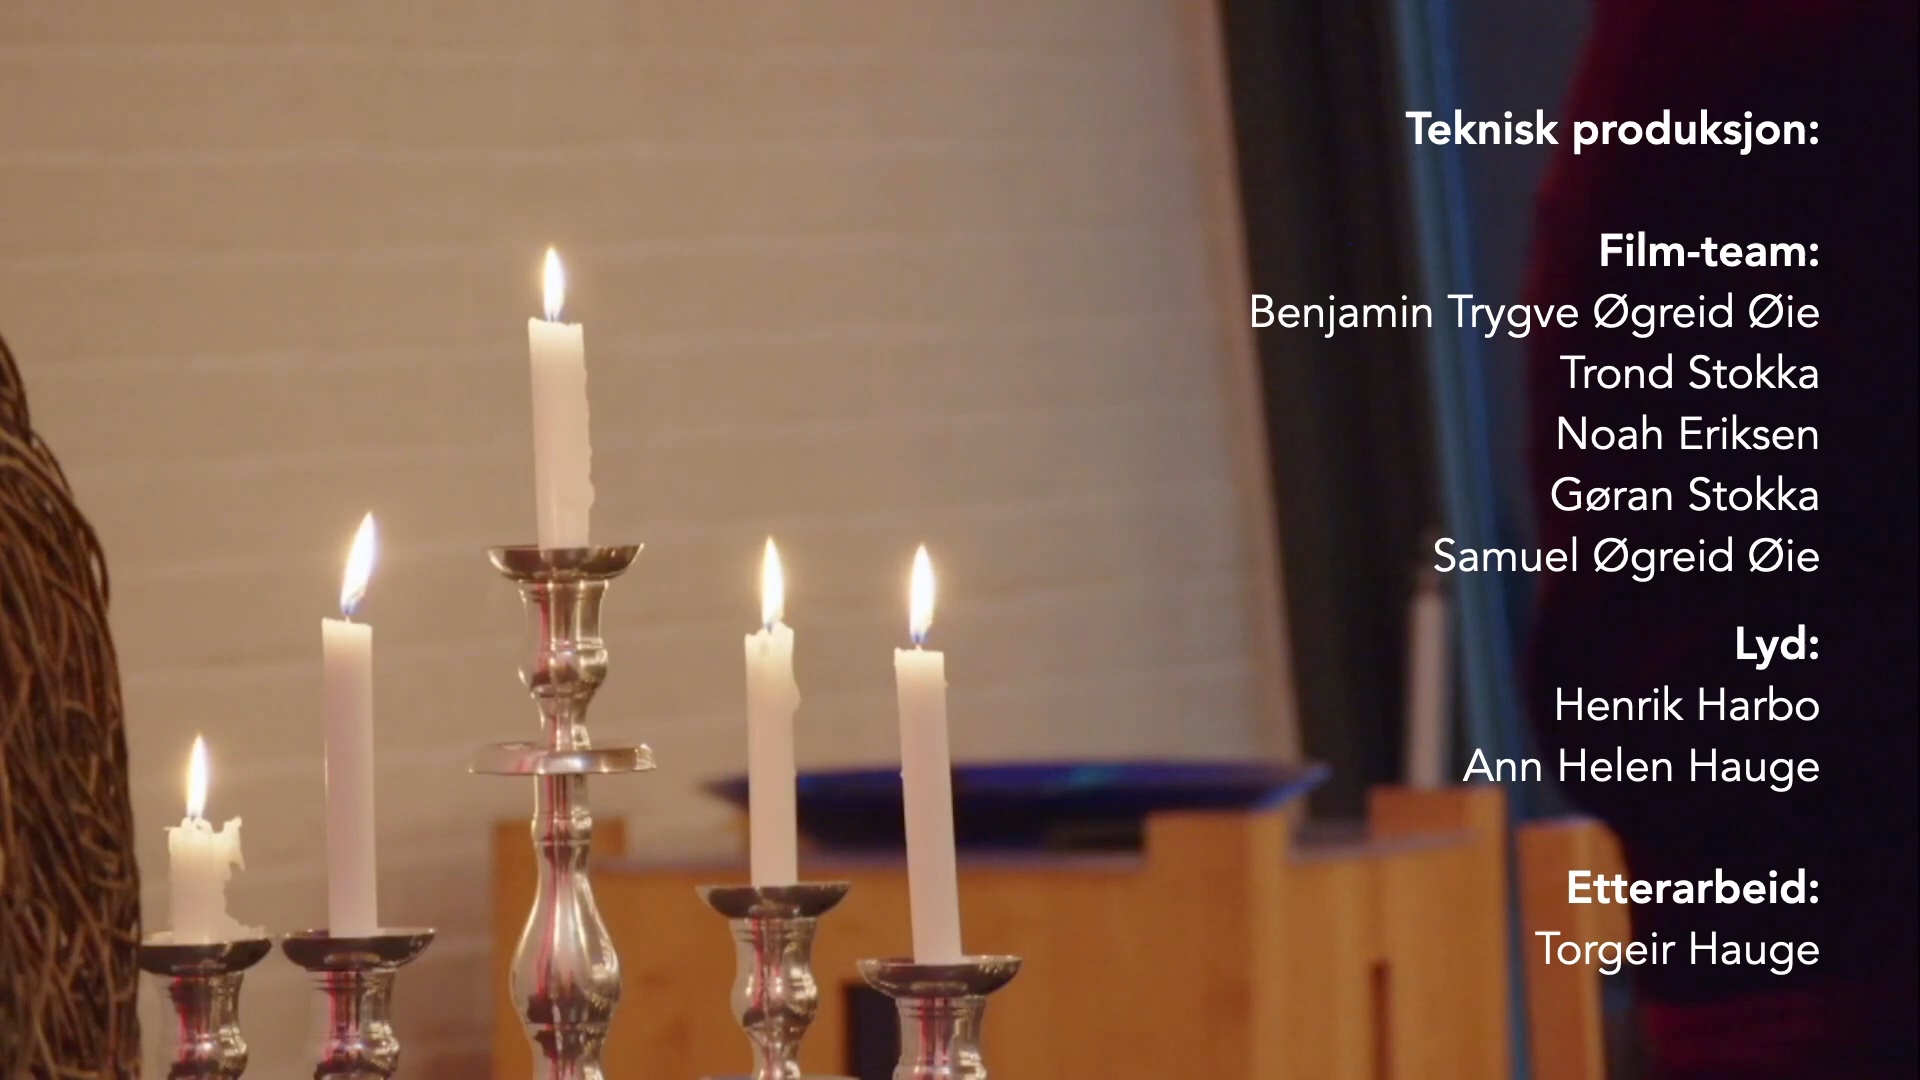 Teknisk produksjon:
Film-team:
Benjamin Trygve Øgreid Øie
Trond Stokka
Noah Eriksen
Gøran Stokka
Samuel Øgreid Øie
Lyd:
Henrik Harbo
Ann Helen Hauge
Etterarbeid:
Torgeir Hauge